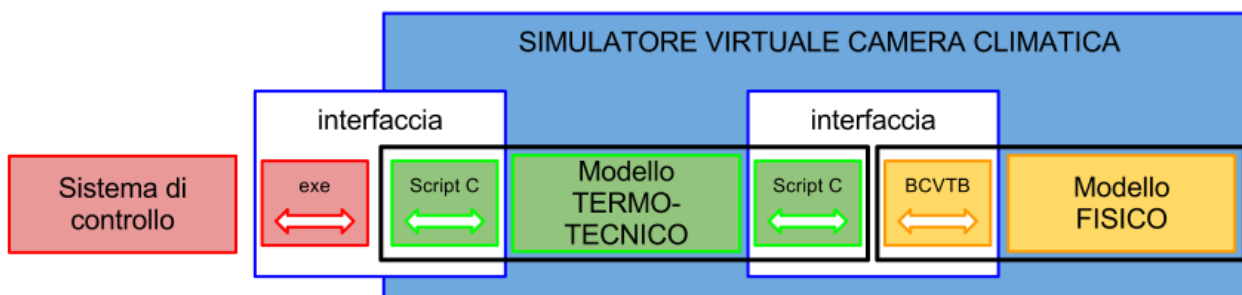 SIMULATORE VIRTUALE CAMERA CLIMATICA
interfaccia
interfaccia
Sistema di
controllo
exe
Script C
Modello
TERMO-
TECNICO
Script C
BCVTB
Modello
FISICO